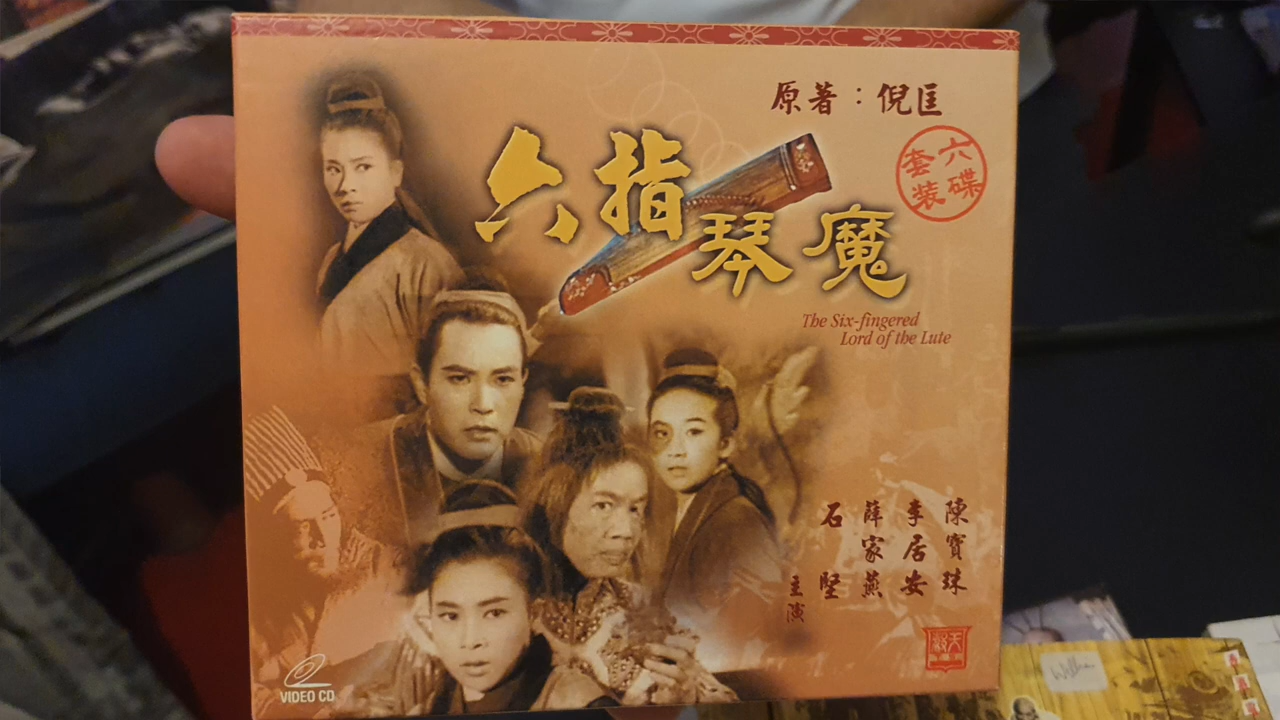 原著：倪匡
六碟
套裝
六指
琴魔
The Six-fingered
Lord of the Lute
陳寶珠
李居安
薛家燕
石堅
主演
VIDEO CD